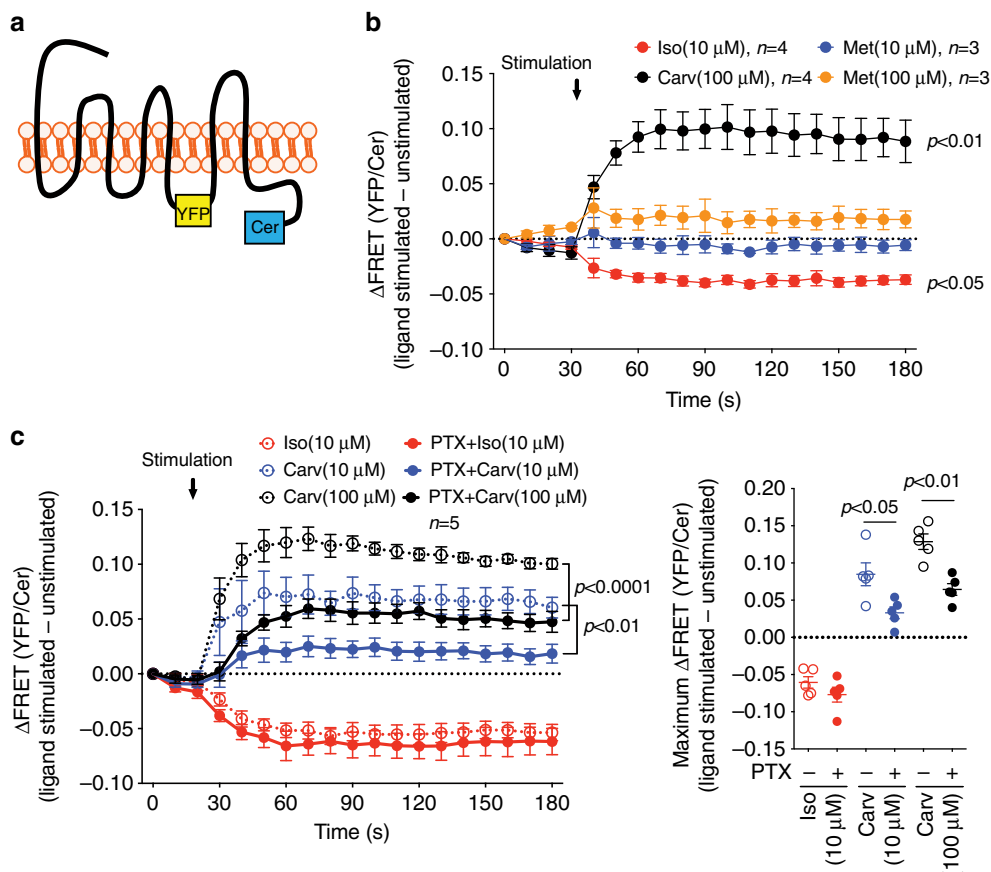 a
YFP
Cer
b
Iso(10 µM), n=4
Met(10 µM), n=3
Carv(100 µM), n=4
Met(100 µM), n=3
Stimulation
ΔFRET (YFP/Cer)
(ligand stimulated – unstimulated)
0.15
0.10
0.05
0.00
−0.05
−0.10
p<0.01
p<0.05
0 30 60 90 120 150 180
Time (s)
c
Iso(10 µM)
PTX+Iso(10 µM)
Carv(10 µM)
PTX+Carv(10 µM)
Carv(100 µM)
PTX+Carv(100 µM)
n=5
Stimulation
ΔFRET (YFP/Cer)
(ligand stimulated – unstimulated)
0.15
0.10
0.05
0.00
−0.05
−0.10
p<0.0001
p<0.01
0 30 60 90 120 150 180
Time (s)
Maximum ΔFRET (YFP/Cer)
(ligand stimulated – unstimulated)
0.20
0.15
0.10
0.05
0.00
−0.05
−0.10
−0.15
p<0.05
p<0.01
PTX − + − + − +
Iso
(10 µM)
Carv
(10 µM)
Carv
100 µM)